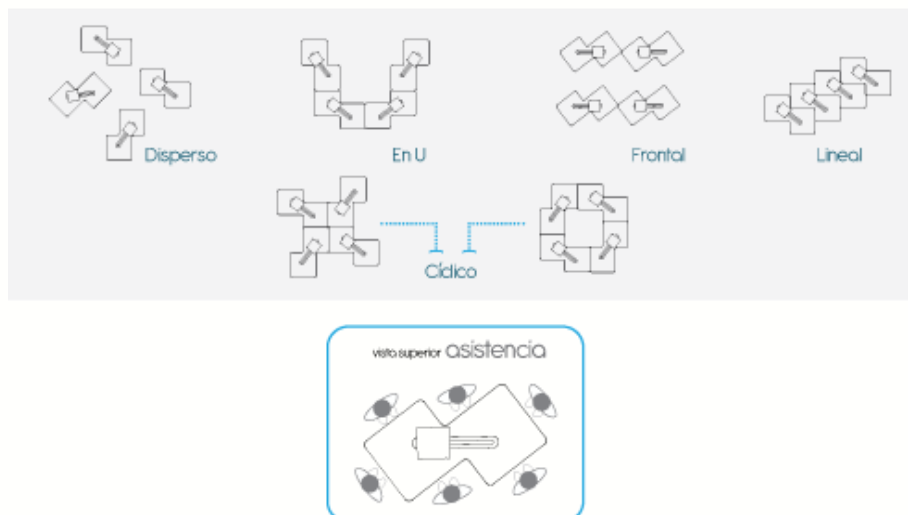 Disperso
En U
Frontal
Lineal
Cíclico
vista superior asistencia